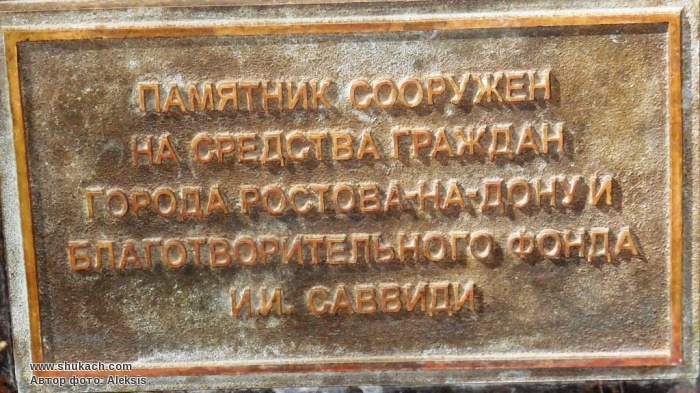 ПАМЯТНИК СООРУЖЕН
НА СРЕДСТВА ГРАЖДАН
ГОРОДА РОСТОВА-НА-ДОНУ И
БЛАГОТВОРИТЕЛЬНОГО ФОНДА
И.И. САВВИДИ
www.shukach.com
Автор фото: Aleksis